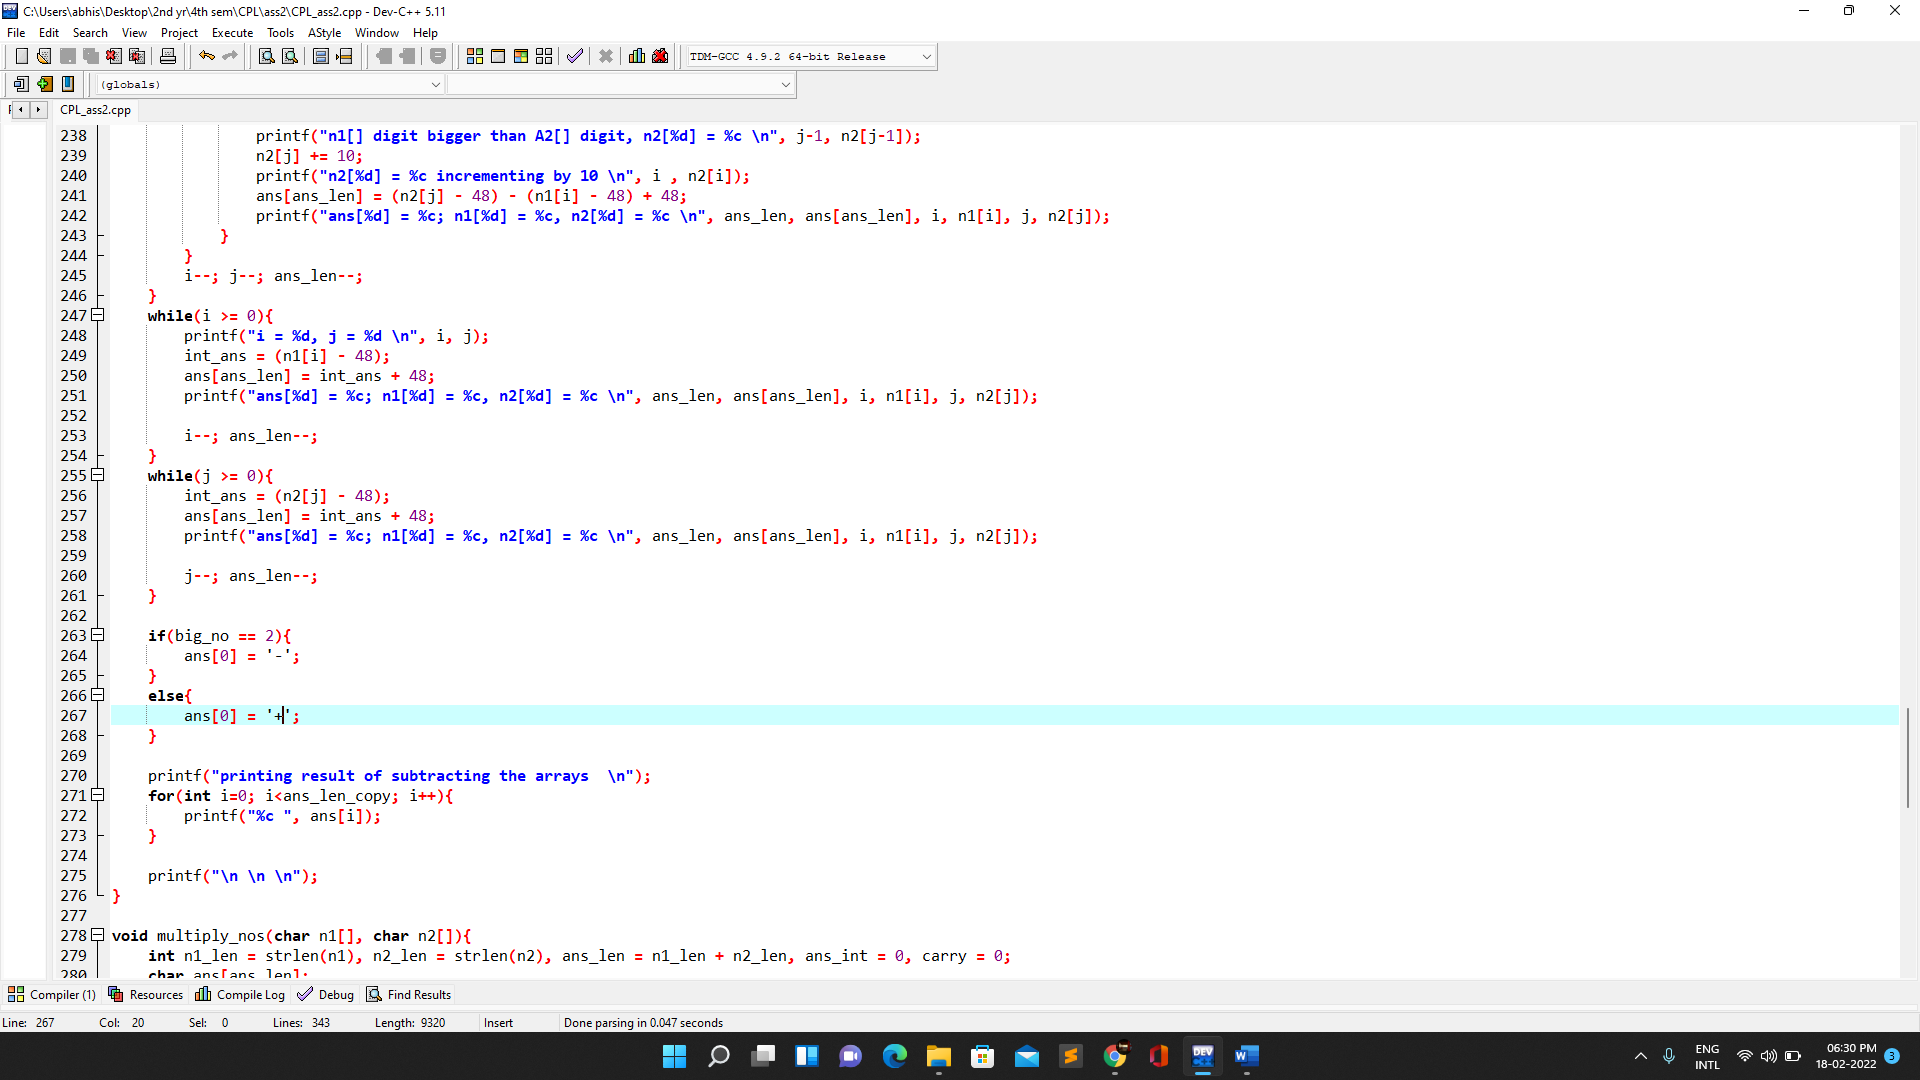 C:\Users\abhis\Desktop\2nd yr\4th sem\CPL\ass2\CPL_ass2.cpp - Dev-C++ 5.11
File Edit Search View Project Execute Tools AStyle Window Help
TDM-GCC 4.9.2 64-bit Release
(globals)
CPL_ass2.cpp
238 printf("n1[] digit bigger than A2[] digit, n2[%d] = %c \n", j-1, n2[j-1]);
239 n2[j] += 10;
240 printf("n2[%d] = %c incrementing by 10 \n", i , n2[i]);
241 ans[ans_len] = (n2[j] - 48) - (n1[i] - 48) + 48;
242 printf("ans[%d] = %c; n1[%d] = %c, n2[%d] = %c \n", ans_len, ans[ans_len], i, n1[i], j, n2[j]);
243 }
244 }
245 i--; j--; ans_len--;
246 }
247 while(i >= 0){
248 printf("i = %d, j = %d \n", i, j);
249 int_ans = (n1[i] - 48);
250 ans[ans_len] = int_ans + 48;
251 printf("ans[%d] = %c; n1[%d] = %c, n2[%d] = %c \n", ans_len, ans[ans_len], i, n1[i], j, n2[j]);
252
253 i--; ans_len--;
254 }
255 while(j >= 0){
256 int_ans = (n2[j] - 48);
257 ans[ans_len] = int_ans + 48;
258 printf("ans[%d] = %c; n1[%d] = %c, n2[%d] = %c \n", ans_len, ans[ans_len], i, n1[i], j, n2[j]);
259
260 j--; ans_len--;
261 }
262
263 if(big_no == 2){
264 ans[0] = '-';
265 }
266 else{
267 ans[0] = '+';
268 }
269
270 printf("printing result of subtracting the arrays  \n");
271 for(int i=0; i<ans_len_copy; i++){
272 printf("%c ", ans[i]);
273 }
274
275 printf("\n \n \n");
276 }
277
278 void multiply_nos(char n1[], char n2[]){
279 int n1_len = strlen(n1), n2_len = strlen(n2), ans_len = n1_len + n2_len, ans_int = 0, carry = 0;
280 char ans[ans_len];
Compiler (1) Resources Compile Log Debug Find Results
Line: 267 Col: 20 Sel: 0 Lines: 343 Length: 9320 Insert Done parsing in 0.047 seconds
ENG INTL 06:30 PM 18-02-2022 3